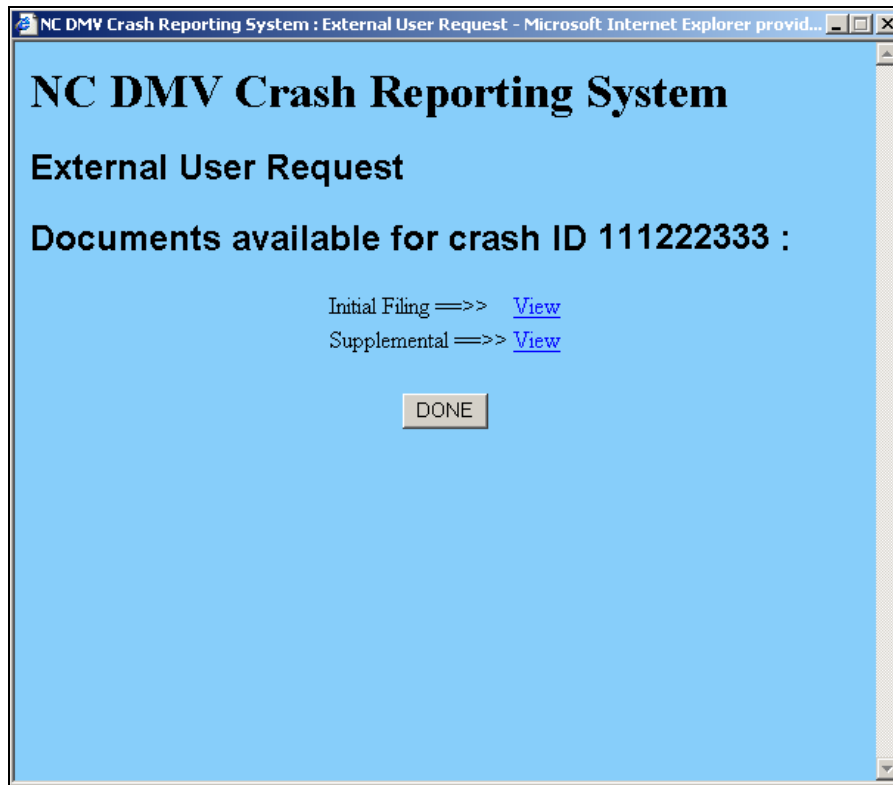 NC DMV Crash Reporting System : External User Request - Microsoft Internet Explorer provid...
NC DMV Crash Reporting System
External User Request
Documents available for crash ID 111222333 :
Initial Filing ==>> View
Supplemental ==>> View
DONE